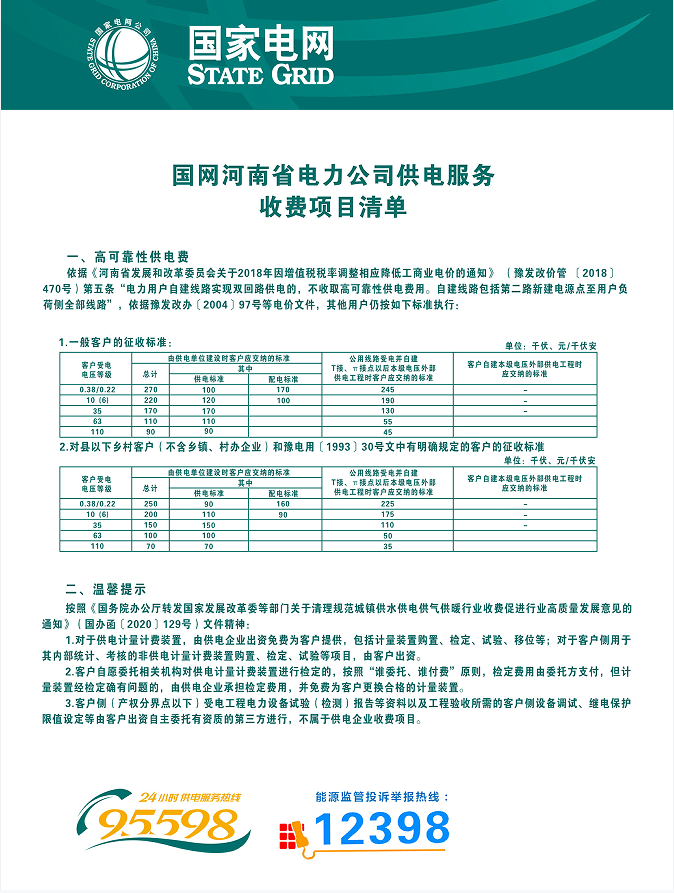 国家电网公司
STATE GRID CORPORATION OF CHINA
国家电网
STATE GRID
国网河南省电力公司供电服务
收费项目清单
一、高可靠性供电费
依据《河南省发展和改革委员会关于2018年因增值税税率调整相应降低工商业电价的通知》（豫发改价管〔2018〕
470号）第五条“电力用户自建线路实现双回路供电的，不收取高可靠性供电费用。自建线路包括第二路新建电源点至用户负
荷侧全部线路”，依据豫发改办〔2004〕97号等电价文件，其他用户仍按如下标准执行：
1.一般客户的征收标准：
单位：千伏、元/千伏安
客户受电电压等级 由供电单位建设时客户应交纳的标准 公用线路受电并自建T接、π接点以后本级电压外部供电工程时客户应交纳的标准 客户自建本级电压外部供电工程时应交纳的标准
总计 其中
供电标准 配电标准
0.38/0.22 270 100 170 245 –
10 (6) 220 120 100 190 –
35 170 170 130 –
63 110 110 55
110 90 90 45
2.对县以下乡村客户（不含乡镇、村办企业）和豫电用〔1993〕30号文中有明确规定的客户的征收标准
单位：千伏、元/千伏安
客户受电电压等级 由供电单位建设时客户应交纳的标准 公用线路受电并自建T接、π接点以后本级电压外部供电工程时客户应交纳的标准 客户自建本级电压外部供电工程时应交纳的标准
总计 其中
供电标准 配电标准
0.38/0.22 250 90 160 225 –
10 (6) 200 110 90 175 –
35 150 150 110 –
63 100 100 50
110 70 70 35
二、温馨提示
按照《国务院办公厅转发国家发展改革委等部门关于清理规范城镇供水供电供气供暖行业收费促进行业高质量发展意见的
通知》（国办函〔2020〕129号）文件精神：
1.对于供电计量计费装置，由供电企业出资免费为客户提供，包括计量装置购置、检定、试验、移位等；对于客户侧用于
其内部统计、考核的非供电计量计费装置购置、检定、试验等项目，由客户出资。
2.客户自愿委托相关机构对供电计量计费装置进行检定的，按照“谁委托、谁付费”原则，检定费用由委托方支付，但计
量装置经检定确有问题的，由供电企业承担检定费用，并免费为客户更换合格的计量装置。
3.客户侧（产权分界点以下）受电工程电力设备试验（检测）报告等资料以及工程验收所需的客户侧设备调试、继电保护
限值设定等由客户出资自主委托有资质的第三方进行，不属于供电企业收费项目。
24小时供电服务热线
95598
能源监管投诉举报热线：
12398